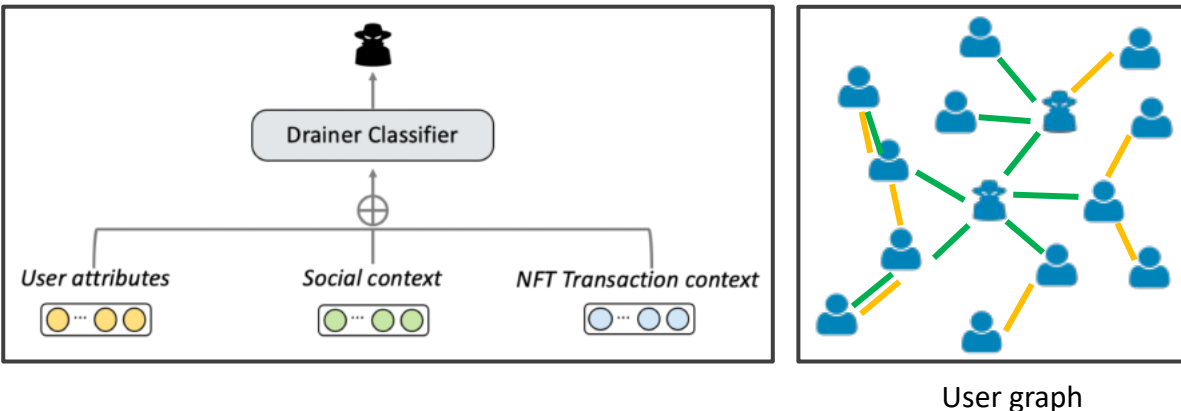 Drainer Classifier
User attributes
Social context
NFT Transaction context
...
...
...
User graph